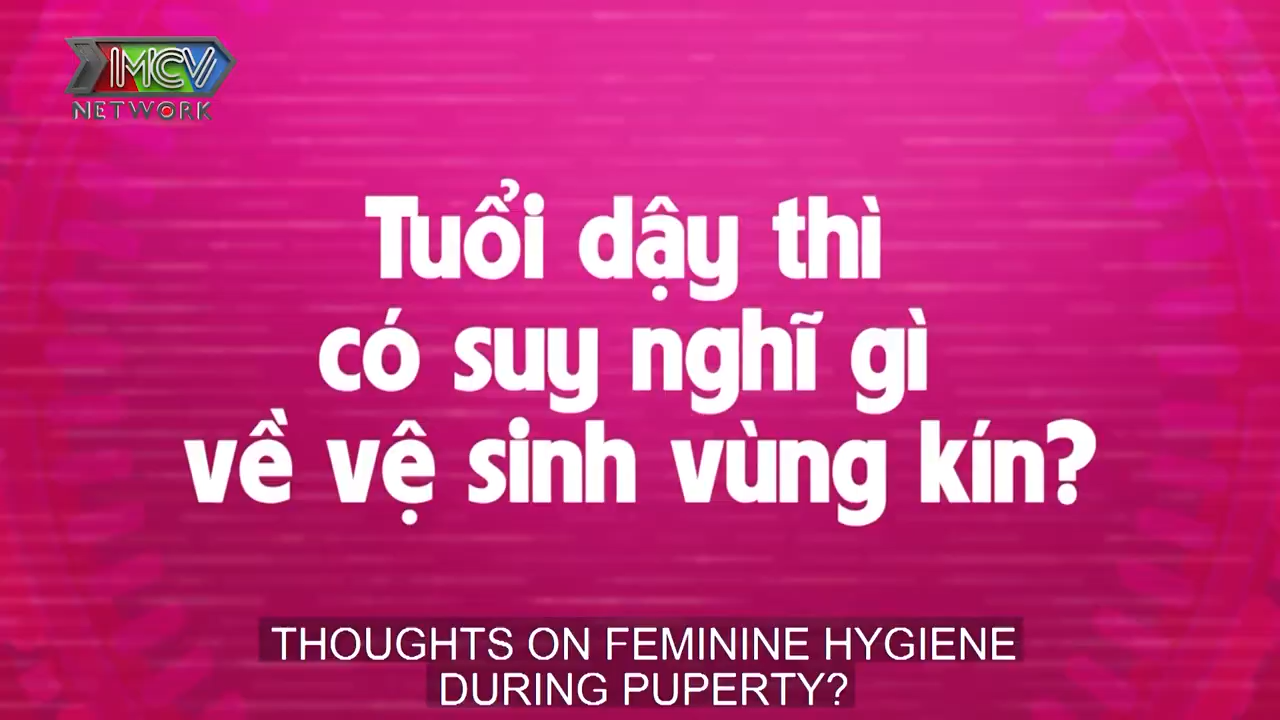 MCV
NETWORK
Tuổi dậy thì
có suy nghĩ gì
về vệ sinh vùng kín?
THOUGHTS ON FEMININE HYGIENE
DURING PUPERTY?